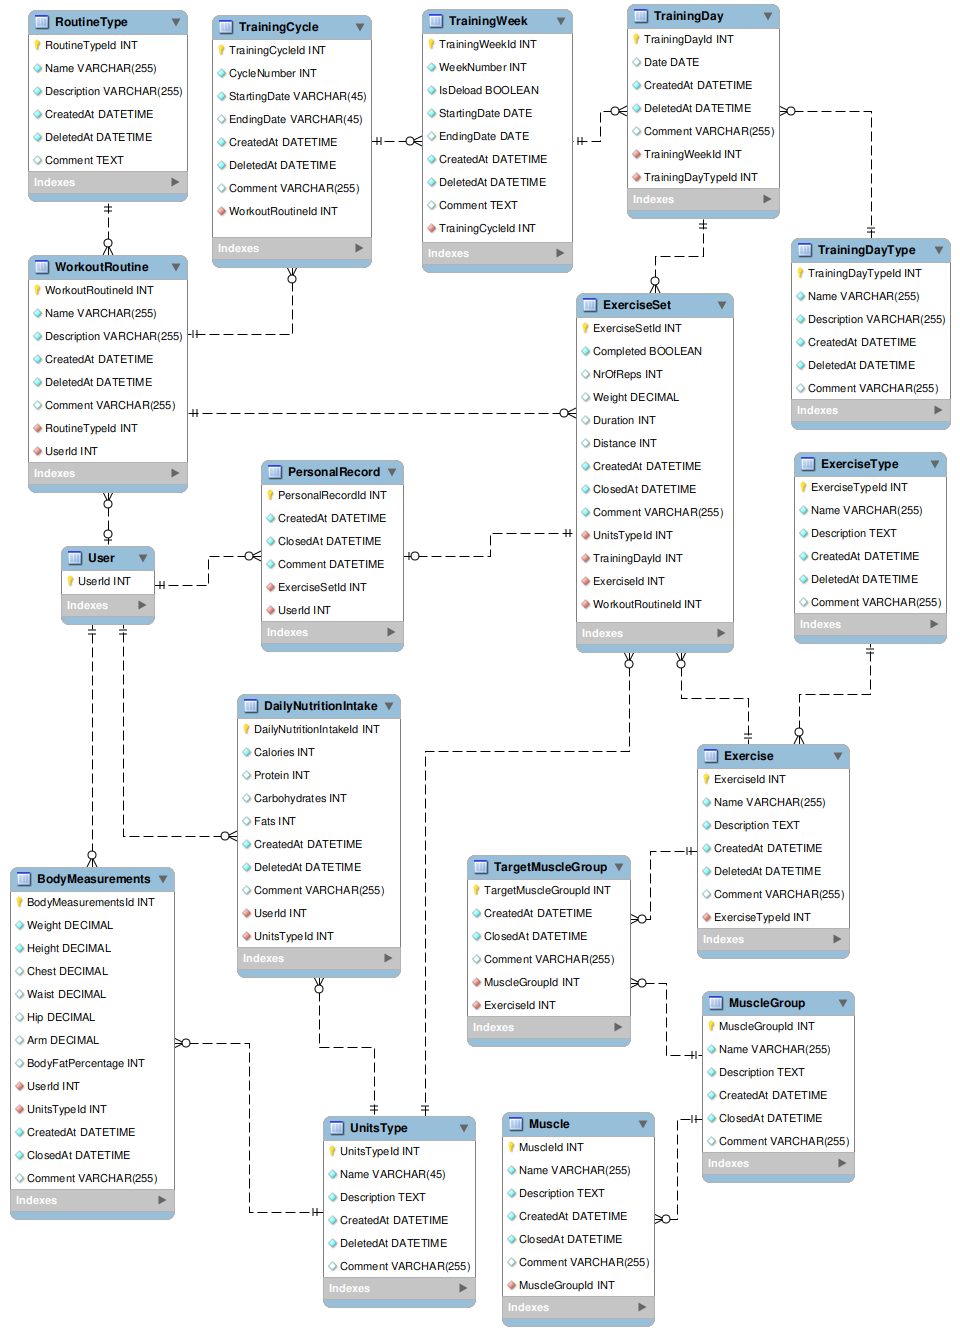 RoutineType
RoutineTypeId INT
Name VARCHAR(255)
Description VARCHAR(255)
CreatedAt DATETIME
DeletedAt DATETIME
Comment TEXT
Indexes
TrainingCycle
TrainingCycleId INT
CycleNumber INT
StartingDate VARCHAR(45)
EndingDate VARCHAR(45)
CreatedAt DATETIME
DeletedAt DATETIME
Comment VARCHAR(255)
WorkoutRoutineId INT
Indexes
TrainingWeek
TrainingWeekId INT
WeekNumber INT
IsDeload BOOLEAN
StartingDate DATE
EndingDate DATE
CreatedAt DATETIME
DeletedAt DATETIME
Comment TEXT
TrainingCycleId INT
Indexes
TrainingDay
TrainingDayId INT
Date DATE
CreatedAt DATETIME
DeletedAt DATETIME
Comment VARCHAR(255)
TrainingWeekId INT
TrainingDayTypeId INT
Indexes
TrainingDayType
TrainingDayTypeId INT
Name VARCHAR(255)
Description VARCHAR(255)
CreatedAt DATETIME
DeletedAt DATETIME
Comment VARCHAR(255)
Indexes
WorkoutRoutine
WorkoutRoutineId INT
Name VARCHAR(255)
Description VARCHAR(255)
CreatedAt DATETIME
DeletedAt DATETIME
Comment VARCHAR(255)
RoutineTypeId INT
UserId INT
Indexes
ExerciseSet
ExerciseSetId INT
Completed BOOLEAN
NrOfReps INT
Weight DECIMAL
Duration INT
Distance INT
CreatedAt DATETIME
ClosedAt DATETIME
Comment VARCHAR(255)
UnitsTypeId INT
TrainingDayId INT
ExerciseId INT
WorkoutRoutineId INT
Indexes
ExerciseType
ExerciseTypeId INT
Name VARCHAR(255)
Description TEXT
CreatedAt DATETIME
DeletedAt DATETIME
Comment VARCHAR(255)
Indexes
PersonalRecord
PersonalRecordId INT
CreatedAt DATETIME
ClosedAt DATETIME
Comment DATETIME
ExerciseSetId INT
UserId INT
Indexes
User
UserId INT
Indexes
DailyNutritionIntake
DailyNutritionIntakeId INT
Calories INT
Protein INT
Carbohydrates INT
Fats INT
CreatedAt DATETIME
DeletedAt DATETIME
Comment VARCHAR(255)
UserId INT
UnitsTypeId INT
Indexes
Exercise
ExerciseId INT
Name VARCHAR(255)
Description TEXT
CreatedAt DATETIME
DeletedAt DATETIME
Comment VARCHAR(255)
ExerciseTypeId INT
Indexes
BodyMeasurements
BodyMeasurementsId INT
Weight DECIMAL
Height DECIMAL
Chest DECIMAL
Waist DECIMAL
Hip DECIMAL
Arm DECIMAL
BodyFatPercentage INT
UserId INT
UnitsTypeId INT
CreatedAt DATETIME
ClosedAt DATETIME
Comment VARCHAR(255)
Indexes
TargetMuscleGroup
TargetMuscleGroupId INT
CreatedAt DATETIME
ClosedAt DATETIME
Comment VARCHAR(255)
MuscleGroupId INT
ExerciseId INT
Indexes
MuscleGroup
MuscleGroupId INT
Name VARCHAR(255)
Description TEXT
CreatedAt DATETIME
ClosedAt DATETIME
Comment VARCHAR(255)
Indexes
UnitsType
UnitsTypeId INT
Name VARCHAR(45)
Description TEXT
CreatedAt DATETIME
DeletedAt DATETIME
Comment VARCHAR(255)
Indexes
Muscle
MuscleId INT
Name VARCHAR(255)
Description TEXT
CreatedAt DATETIME
ClosedAt DATETIME
Comment VARCHAR(255)
MuscleGroupId INT
Indexes